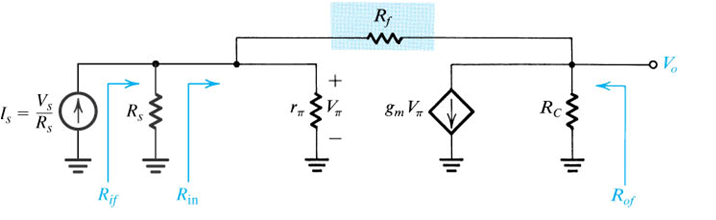 R_f
V_o
I_s = V_s / R_s
R_s
r_π
+
V_π
−
g_m V_π
R_C
R_if
R_in
R_of